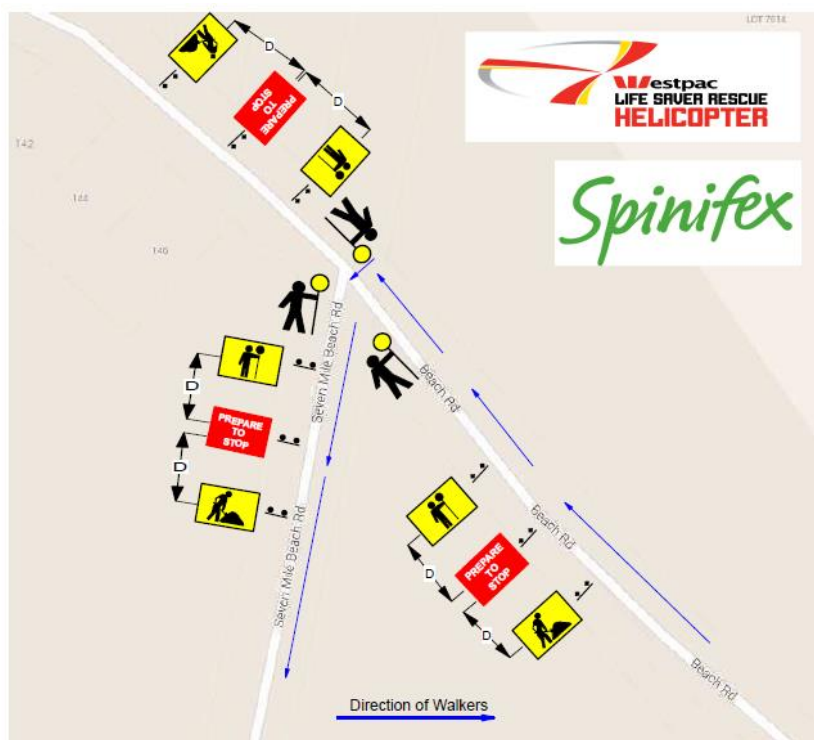 LOT 7014
D
PREPARE
TO
STOP
D
Westpac
LIFE SAVER RESCUE
HELICOPTER
142
144
146
Spinifex
Seven Mile Beach Rd
Beach Rd
D
PREPARE
TO
STOP
D
Seven Mile Beach Rd
Beach Rd
D
PREPARE
TO
STOP
D
Beach Rd
Direction of Walkers